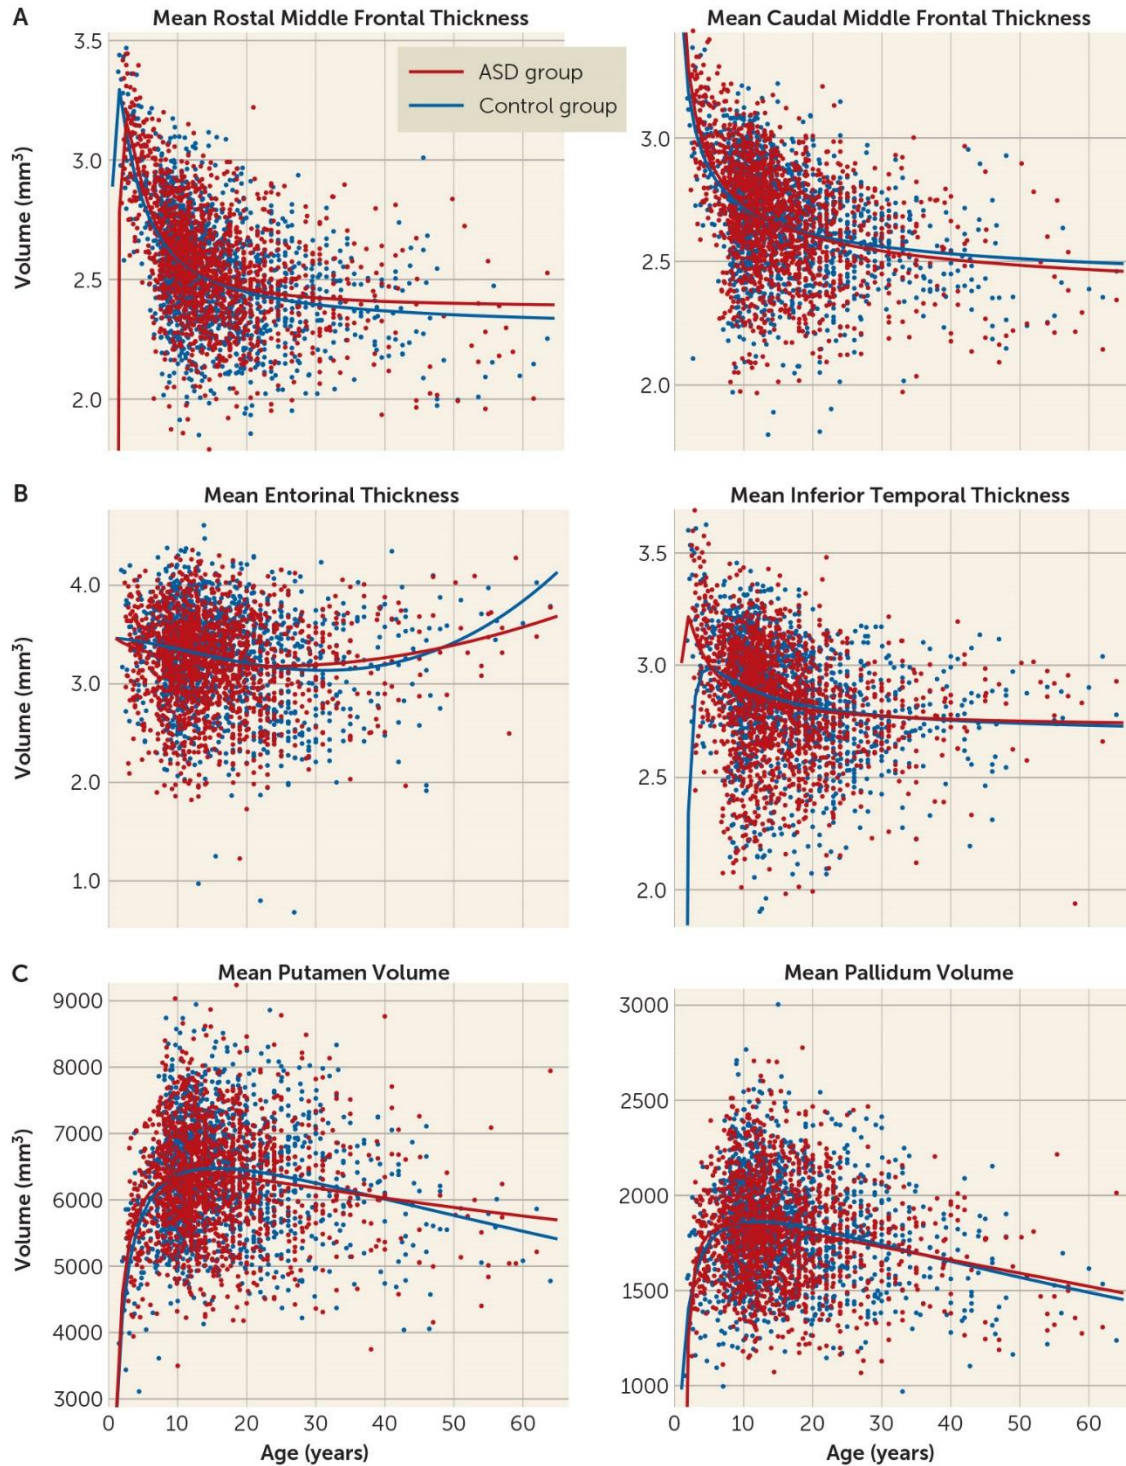 A
Mean Rostal Middle Frontal Thickness
Mean Caudal Middle Frontal Thickness
ASD group
Control group
Volume (mm³)
3.5
3.0
2.5
2.0
3.0
2.5
2.0
B
Mean Entorinal Thickness
Mean Inferior Temporal Thickness
Volume (mm³)
4.0
3.0
2.0
1.0
3.5
3.0
2.5
2.0
C
Mean Putamen Volume
Mean Pallidum Volume
Volume (mm³)
9000
8000
7000
6000
5000
4000
3000
3000
2500
2000
1500
1000
0 10 20 30 40 50 60
0 10 20 30 40 50 60
Age (years)
Age (years)